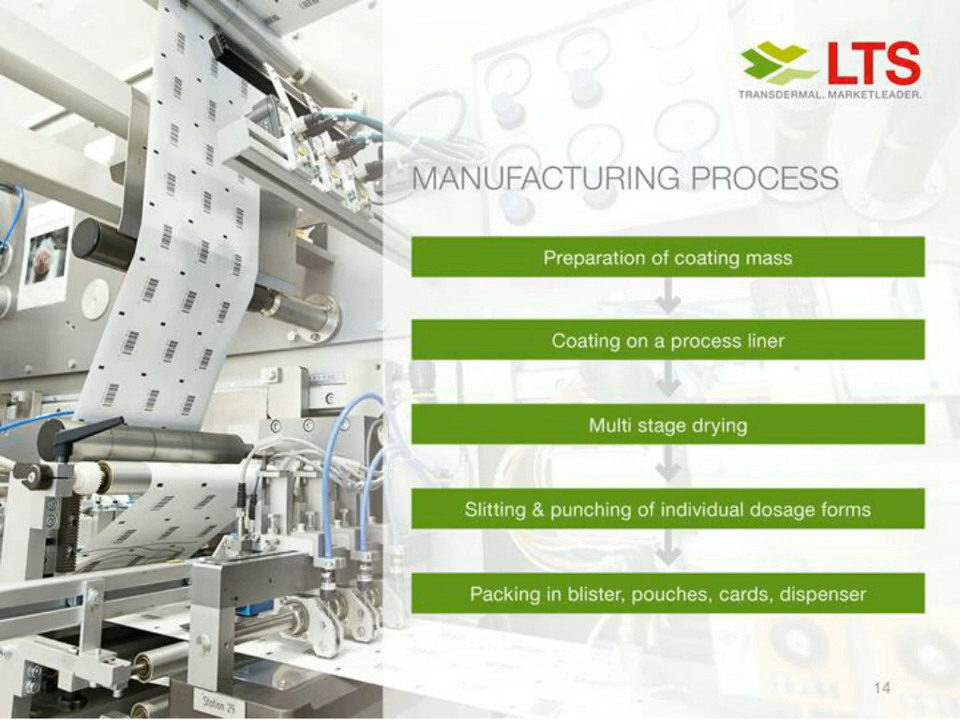 LTS
TRANSDERMAL. MARKETLEADER.
MANUFACTURING PROCESS
Preparation of coating mass
Coating on a process liner
Multi stage drying
Slitting & punching of individual dosage forms
Packing in blister, pouches, cards, dispenser
Station 29
14